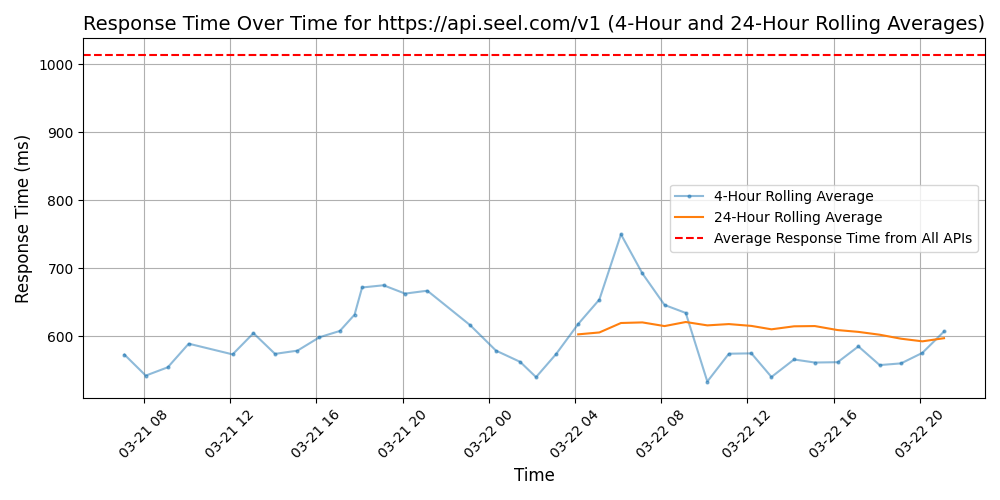 Response Time Over Time for https://api.seel.com/v1 (4-Hour and 24-Hour Rolling Averages)
Response Time (ms)
1000
800
600
4-Hour Rolling Average
24-Hour Rolling Average
Average Response Time from All APIs
700
900
03-21 08
03-21 12
03-21 16
03-21 20
03-22 00
03-22 04
03-22 08
03-22 12
03-22 16
03-22 20
Time